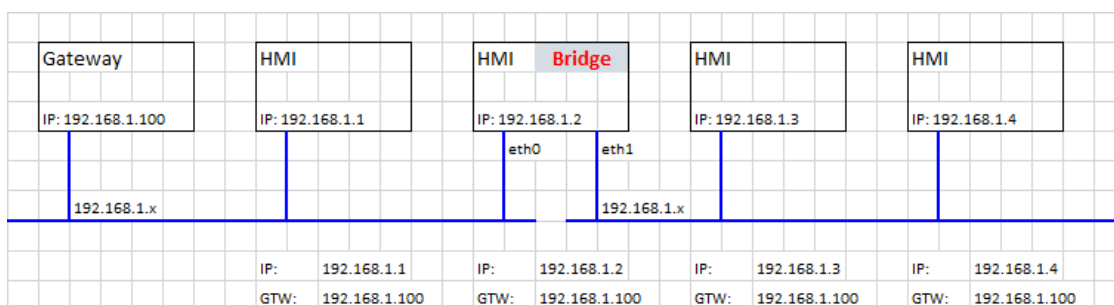 Gateway HMI HMI Bridge HMI HMI
IP: 192.168.1.100 IP: 192.168.1.1 IP: 192.168.1.2 IP: 192.168.1.3 IP: 192.168.1.4
eth0 eth1
192.168.1.x 192.168.1.x
IP: 192.168.1.1 IP: 192.168.1.2 IP: 192.168.1.3 IP: 192.168.1.4
GTW: 192.168.1.100 GTW: 192.168.1.100 GTW: 192.168.1.100 GTW: 192.168.1.100